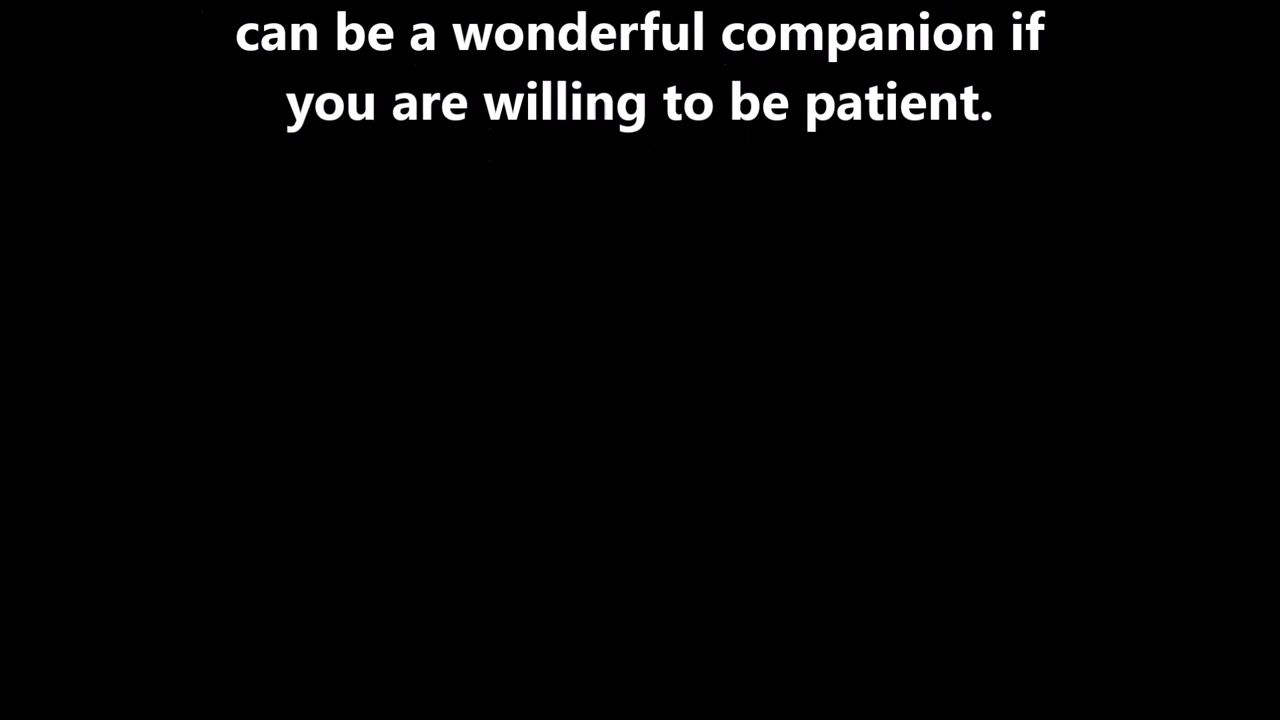 can be a wonderful companion if
you are willing to be patient.